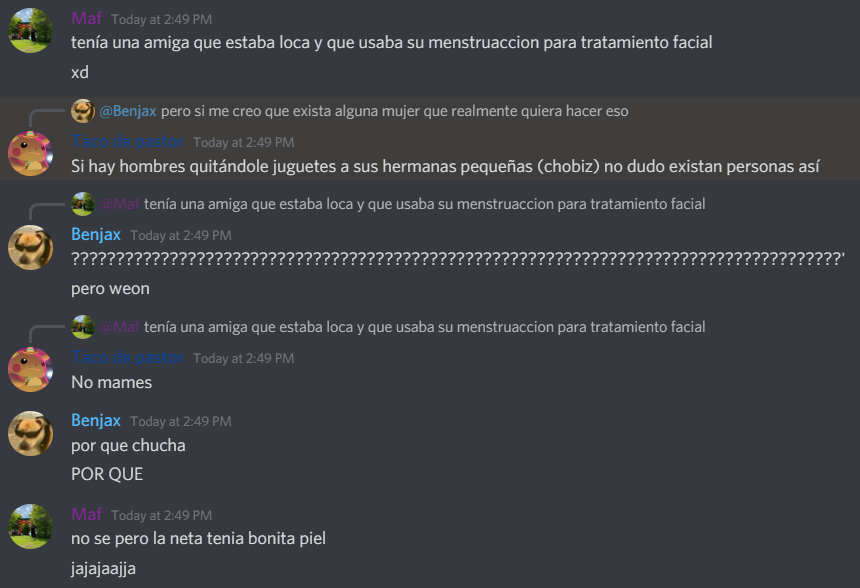 Maf Today at 2:49 PM
tenía una amiga que estaba loca y que usaba su menstruaccion para tratamiento facial
xd
@Benjax pero si me creo que exista alguna mujer que realmente quiera hacer eso
Taco de pastor Today at 2:49 PM
Si hay hombres quitándole juguetes a sus hermanas pequeñas (chobiz) no dudo existan personas así
@Maf tenía una amiga que estaba loca y que usaba su menstruaccion para tratamiento facial
Benjax Today at 2:49 PM
????????????????????????????????????????????????????????????????????????????????????????'
pero weon
@Maf tenía una amiga que estaba loca y que usaba su menstruaccion para tratamiento facial
Taco de pastor Today at 2:49 PM
No mames
Benjax Today at 2:49 PM
por que chucha
POR QUE
Maf Today at 2:49 PM
no se pero la neta tenia bonita piel
jajajaajja